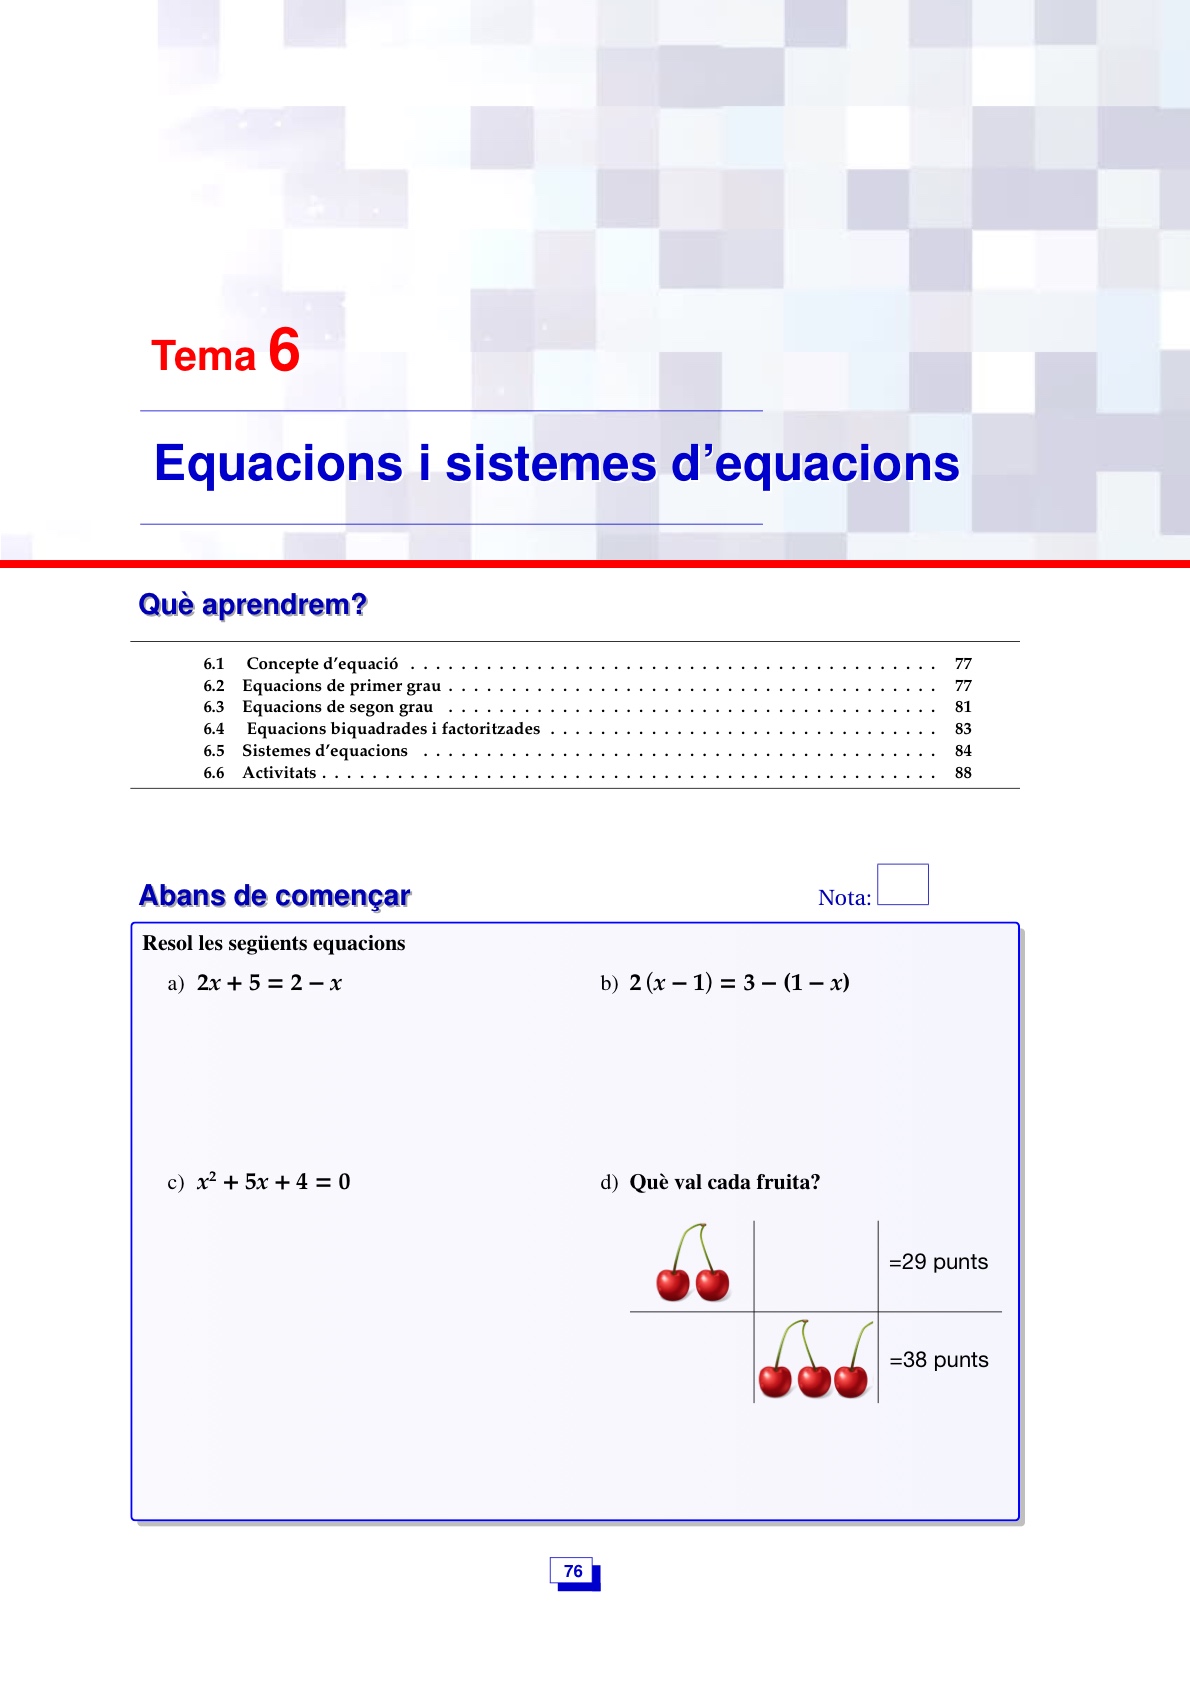 Tema 6
Equacions i sistemes d'equacions
Què aprendrem?
6.1 Concepte d'equació . . . . . . . . . . . . . . . . . . . . . . . . . . . . . . . . . . . . . . . . . . 77
6.2 Equacions de primer grau . . . . . . . . . . . . . . . . . . . . . . . . . . . . . . . . . . . . . . . 77
6.3 Equacions de segon grau . . . . . . . . . . . . . . . . . . . . . . . . . . . . . . . . . . . . . . . 81
6.4 Equacions biquadrades i factoritzades . . . . . . . . . . . . . . . . . . . . . . . . . . . . . . . 83
6.5 Sistemes d'equacions . . . . . . . . . . . . . . . . . . . . . . . . . . . . . . . . . . . . . . . . . 84
6.6 Activitats . . . . . . . . . . . . . . . . . . . . . . . . . . . . . . . . . . . . . . . . . . . . . . . . . 88
Abans de començar Nota:
Resol les següents equacions
a) 2x + 5 = 2 − x b) 2 (x − 1) = 3 − (1 − x)
c) x² + 5x + 4 = 0 d) Què val cada fruita?
=29 punts
=38 punts
76